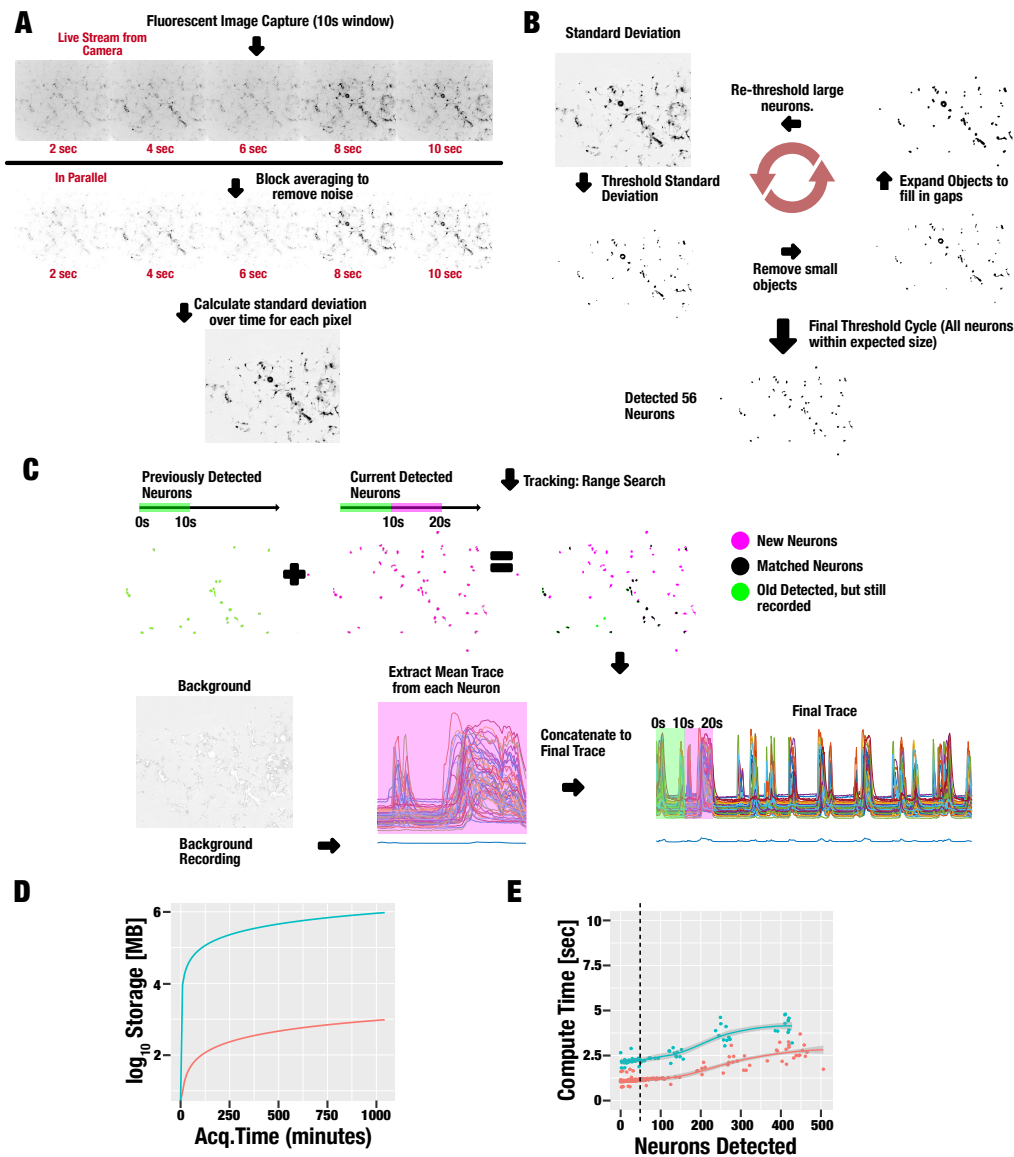 A
Fluorescent Image Capture (10s window)
Live Stream from
Camera
2 sec 4 sec 6 sec 8 sec 10 sec
In Parallel
Block averaging to
remove noise
2 sec 4 sec 6 sec 8 sec 10 sec
Calculate standard deviation
over time for each pixel
B
Standard Deviation
Re-threshold large
neurons.
Threshold Standard
Deviation
Expand Objects to
fill in gaps
Remove small
objects
Final Threshold Cycle (All neurons
within expected size)
Detected 56
Neurons
C
Previously Detected
Neurons
0s 10s
Current Detected
Neurons
10s 20s
Tracking: Range Search
New Neurons
Matched Neurons
Old Detected, but still
recorded
Background
Background
Recording
Extract Mean Trace
from each Neuron
Concatenate to
Final Trace
Final Trace
0s 10s 20s
D
log10 Storage [MB]
6
4
2
0 250 500 750 1000
Acq.Time (minutes)
E
Compute Time [sec]
10
7.5
5
2.5
0
0 100 200 300 400 500
Neurons Detected